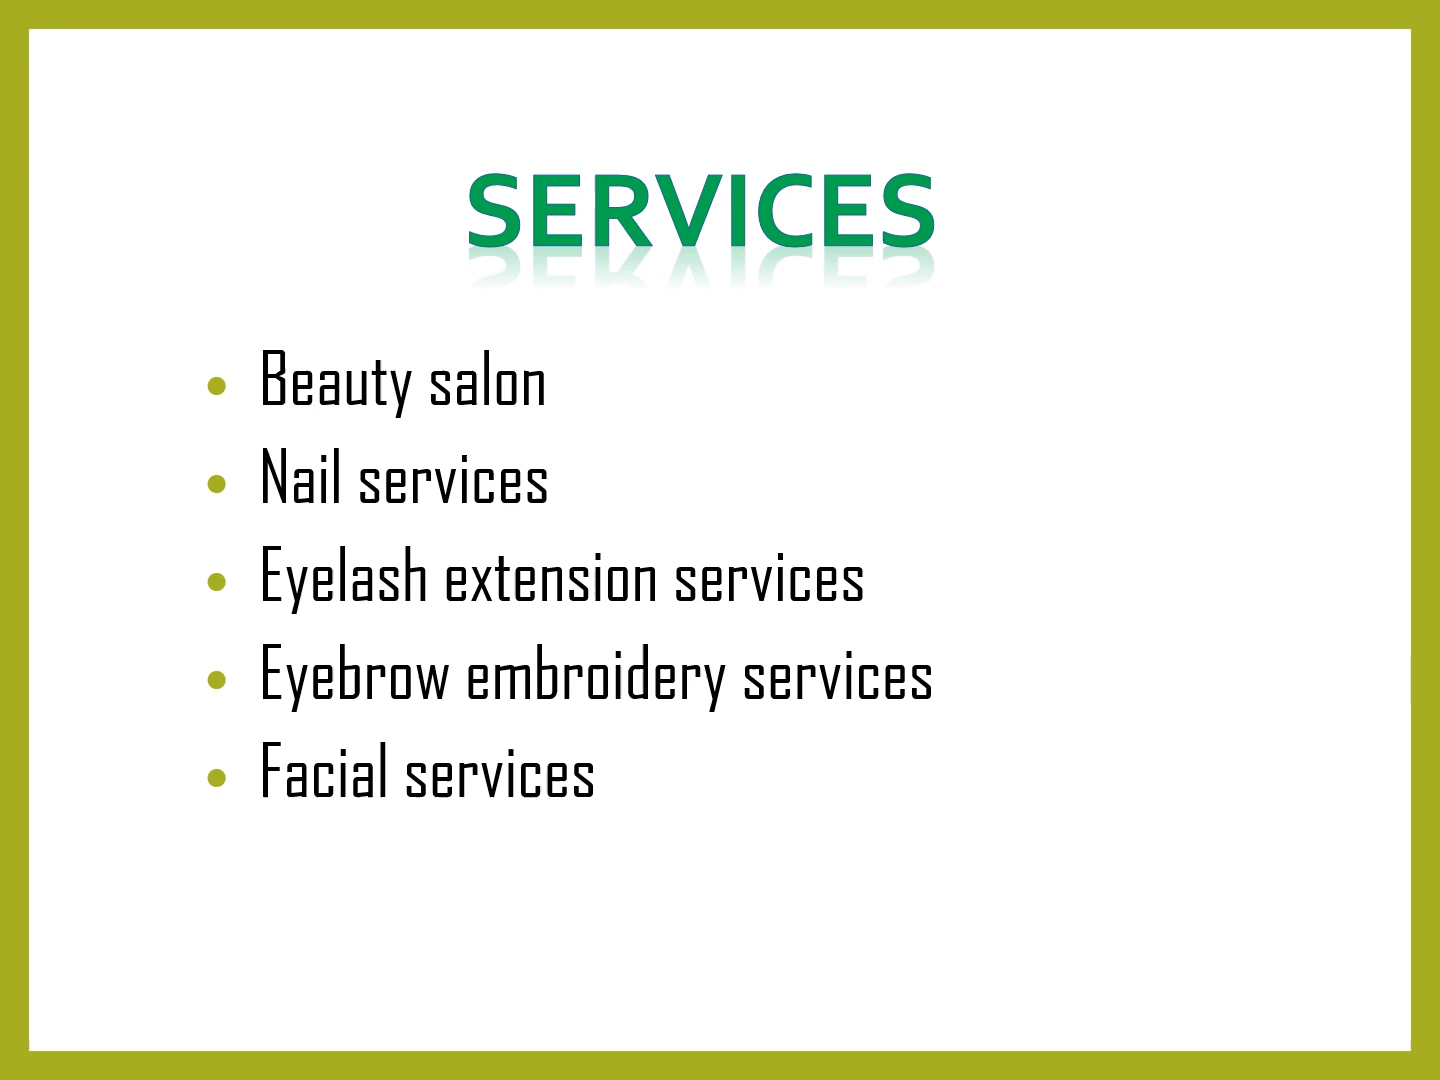 SERVICES
• Beauty salon
• Nail services
• Eyelash extension services
• Eyebrow embroidery services
• Facial services